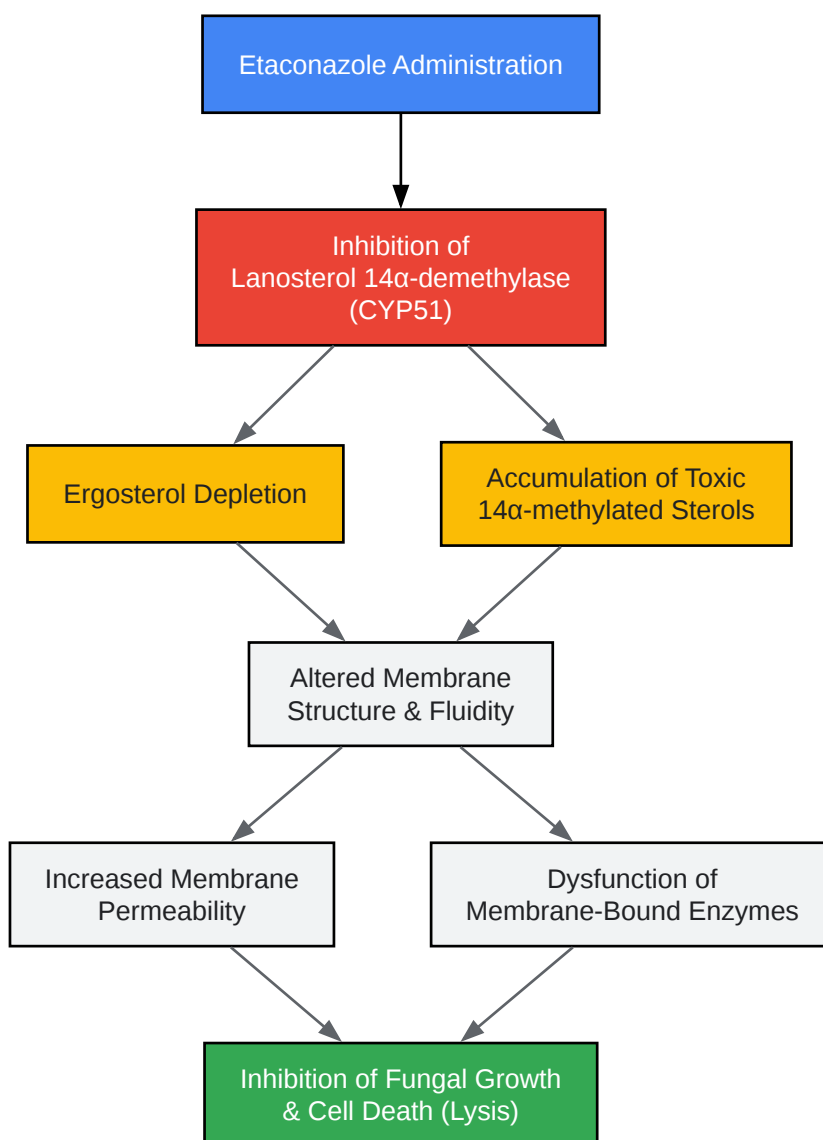 Etaconazole Administration
Inhibition of
Lanosterol 14α-demethylase
(CYP51)
Ergosterol Depletion
Accumulation of Toxic
14α-methylated Sterols
Altered Membrane
Structure & Fluidity
Increased Membrane
Permeability
Dysfunction of
Membrane-Bound Enzymes
Inhibition of Fungal Growth
& Cell Death (Lysis)